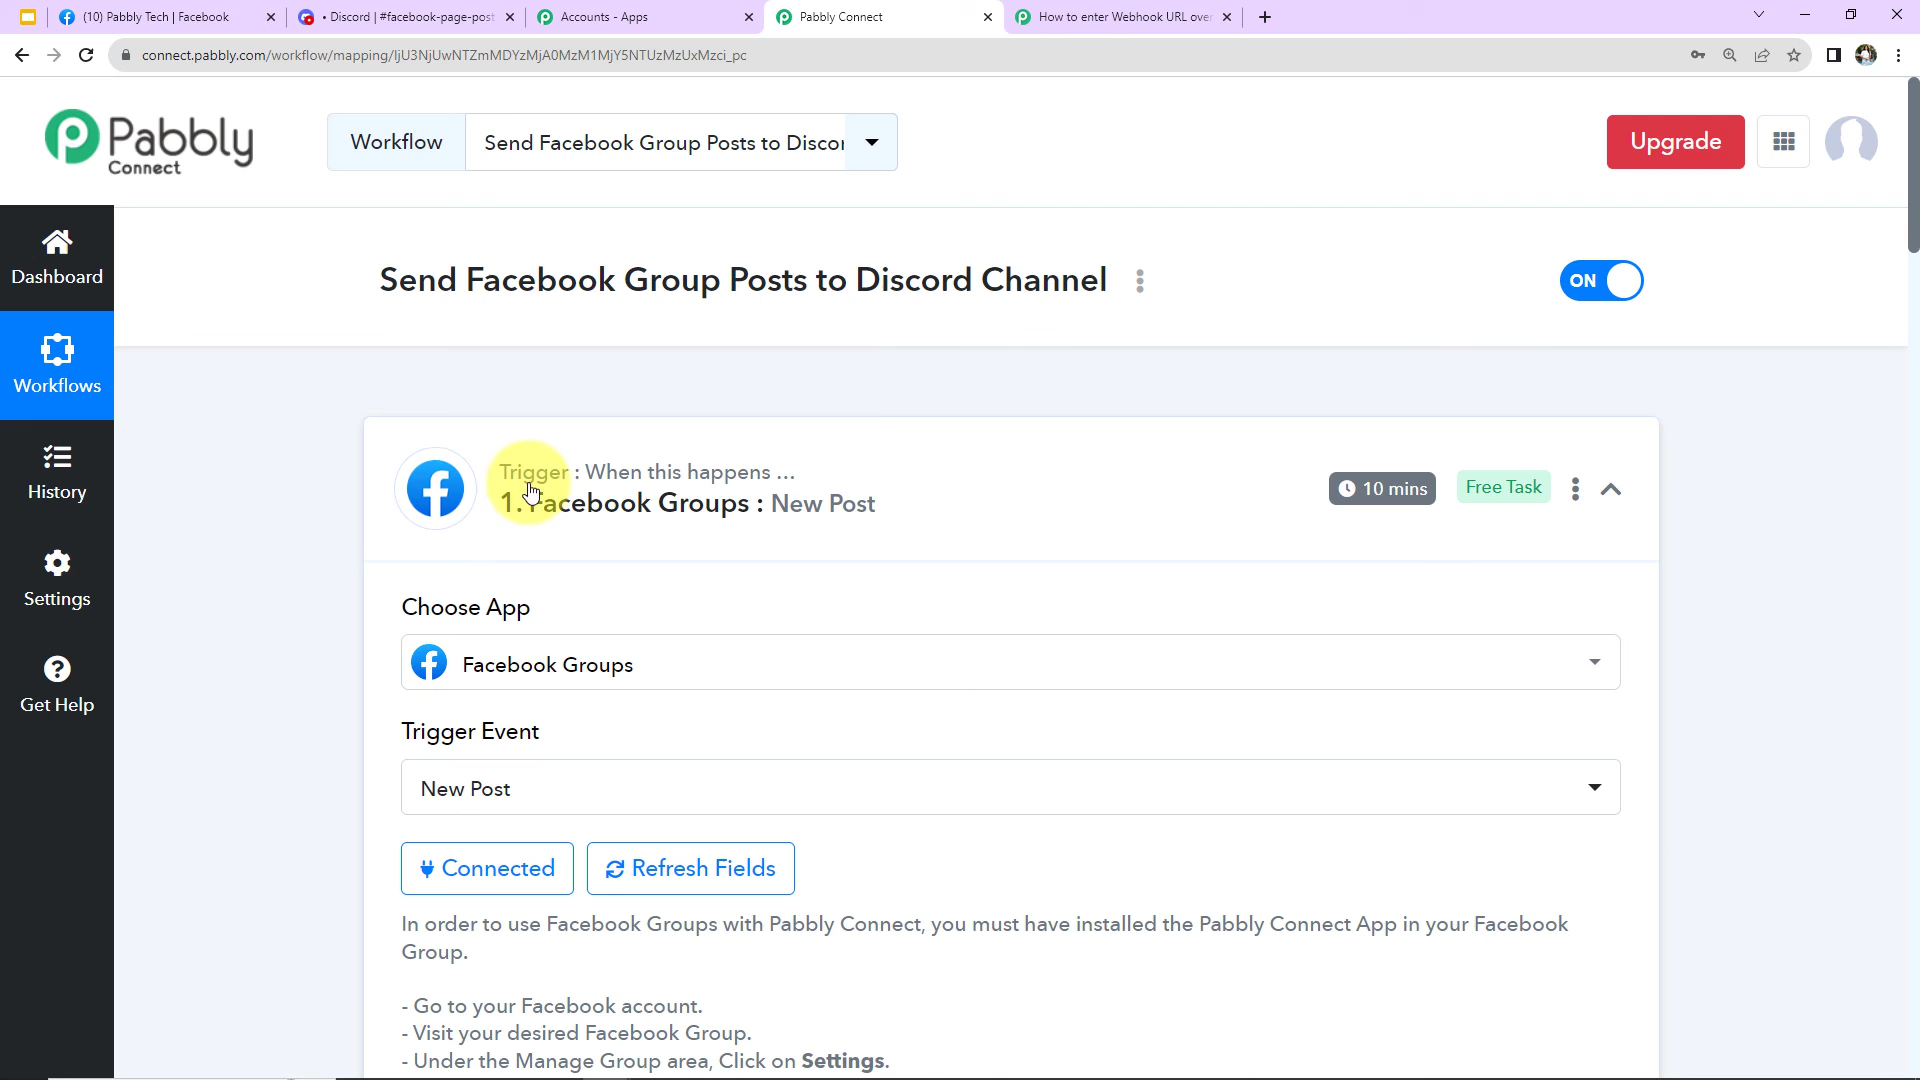 (10) Pabbly Tech | Facebook
• Discord | #facebook-page-post
Accounts - Apps
Pabbly Connect
How to enter Webhook URL over
connect.pabbly.com/workflow/mapping/IjU3NjUwNTZmMDYzMjA0MzM1MjY5NTUzMzUxMzci_pc
Pabbly
Connect
Workflow
Send Facebook Group Posts to Discor
Upgrade
Dashboard
Workflows
History
Settings
Get Help
Send Facebook Group Posts to Discord Channel
ON
Trigger : When this happens ...
1. Facebook Groups : New Post
10 mins
Free Task
Choose App
Facebook Groups
Trigger Event
New Post
Connected
Refresh Fields
In order to use Facebook Groups with Pabbly Connect, you must have installed the Pabbly Connect App in your Facebook
Group.
- Go to your Facebook account.
- Visit your desired Facebook Group.
- Under the Manage Group area, Click on Settings.